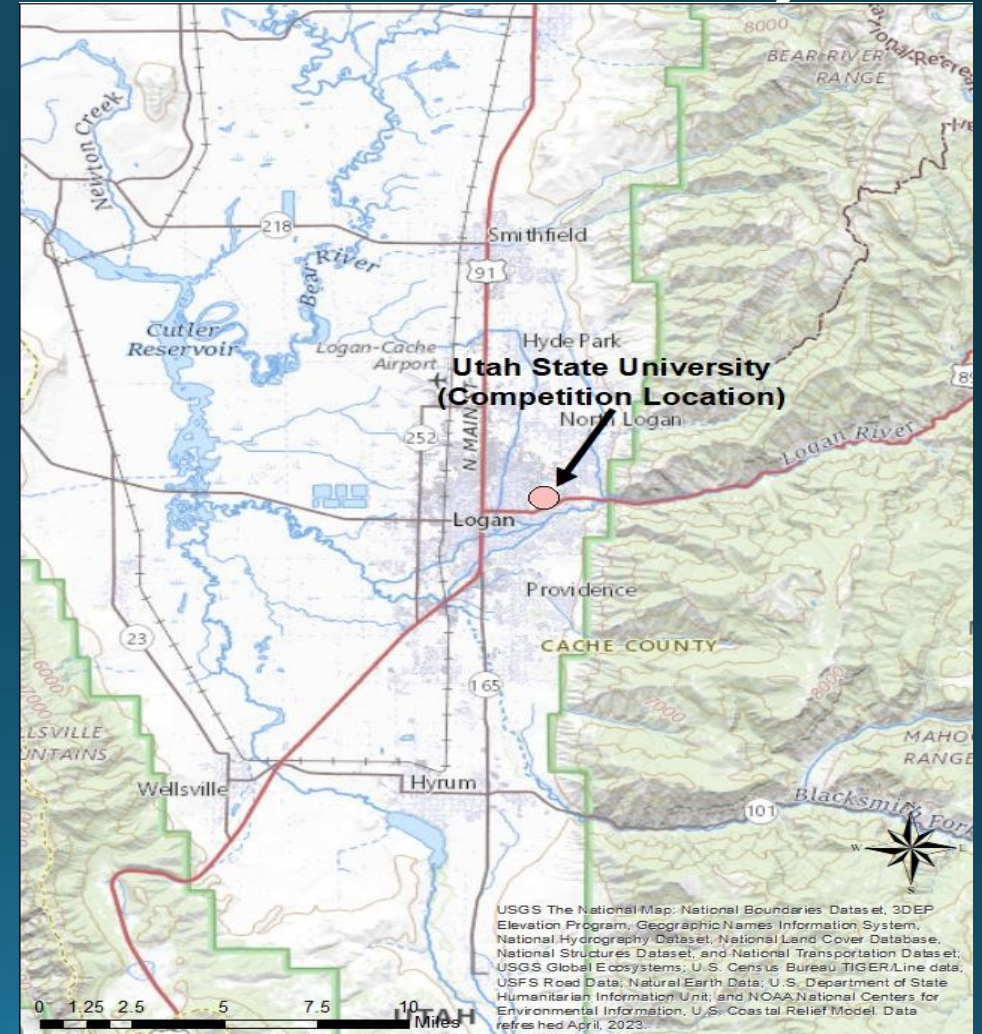 8000
BEAR RIVER
RANGE
Newton Creek
218
Smithfield
Bear River
91
Cutler
Reservoir
Logan-Cache
Airport
Hyde Park
Utah State University
(Competition Location)
North Logan
N MAIN
252
Logan River
Logan
Providence
23
CACHE COUNTY
6000
7000
165
7000
8000
Wellsville
Hyrum
101
Blacksmith Fork
N
W
E
S
USGS The National Map: National Boundaries Dataset, 3DEP
Elevation Program, Geographic Names Information System,
National Hydrography Dataset, National Land Cover Database,
National Structures Dataset, and National Transportation Dataset;
USGS Global Ecosystems; U.S. Census Bureau TIGER/Line data;
USFS Road Data; Natural Earth Data; U.S. Department of State
Humanitarian Information Unit; and NOAA National Centers for
Environmental Information, U.S. Coastal Relief Model. Data
refreshed April, 2023.
0 1.25 2.5 5 7.5 10
Miles
UTAH